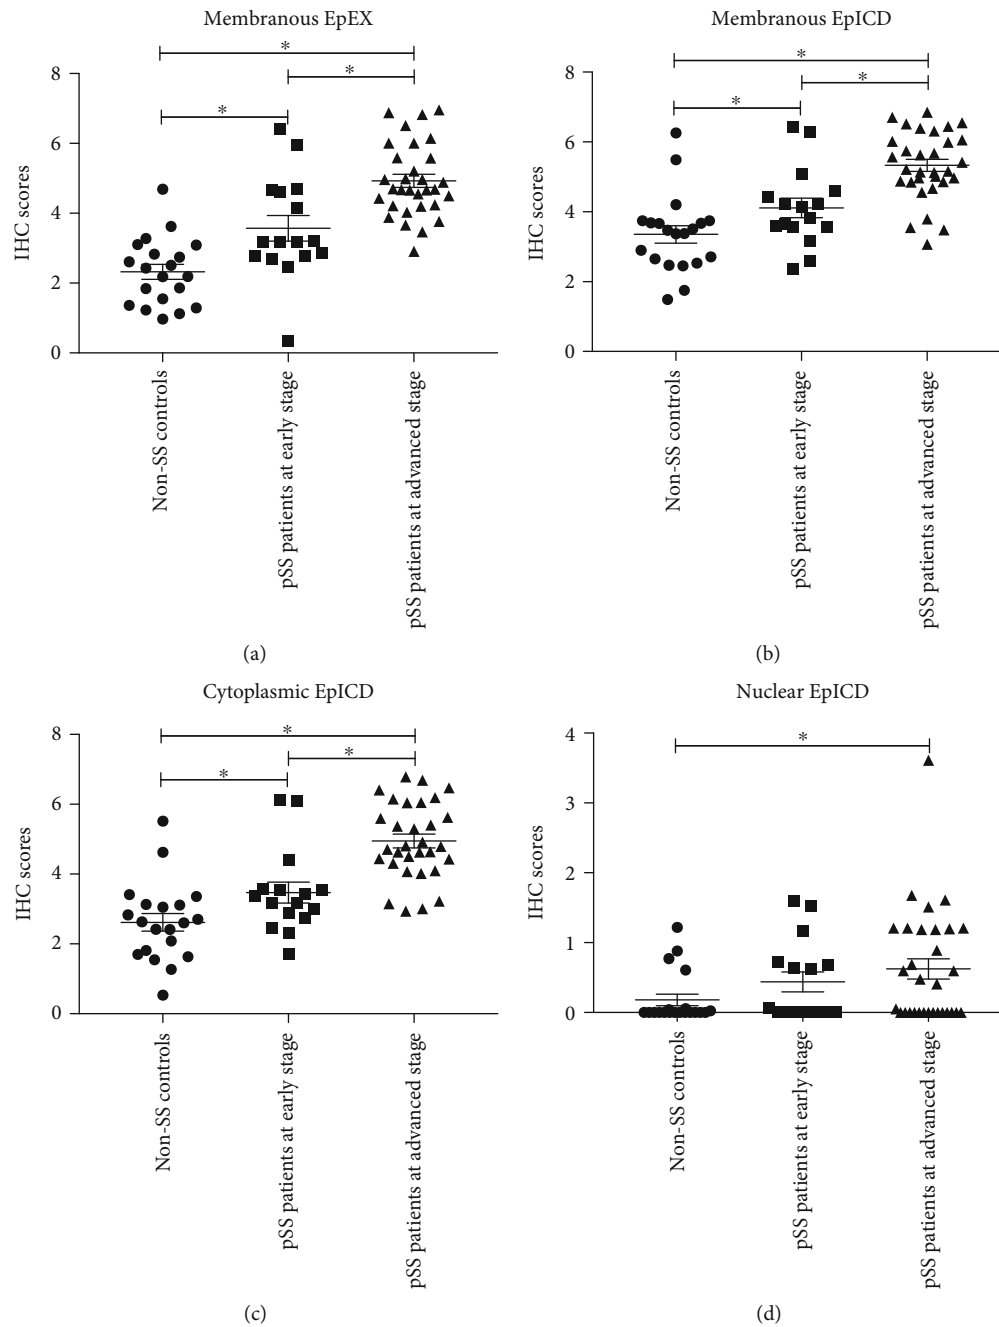 Membranous EpEX
*
*
*
8
6
4
2
0
IHC scores
Non-SS controls
pSS patients at early stage
pSS patients at advanced stage
(a)
Membranous EpICD
*
*
*
8
6
4
2
0
IHC scores
Non-SS controls
pSS patients at early stage
pSS patients at advanced stage
(b)
Cytoplasmic EpICD
*
*
*
8
6
4
2
0
IHC scores
Non-SS controls
pSS patients at early stage
pSS patients at advanced stage
(c)
Nuclear EpICD
*
4
3
2
1
0
IHC scores
Non-SS controls
pSS patients at early stage
pSS patients at advanced stage
(d)